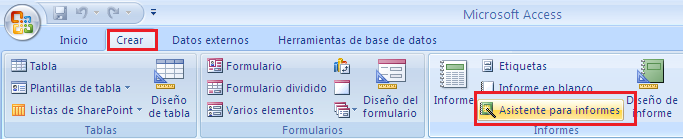 Microsoft Access
Inicio Crear Datos externos Herramientas de base de datos
Tabla
Plantillas de tabla
Listas de SharePoint
Diseño de tabla
Tablas
Formulario
Formulario dividido
Varios elementos
Diseño del formulario
Formularios
Informe
Etiquetas
Informe en blanco
Asistente para informes
Diseño de informe
Informes